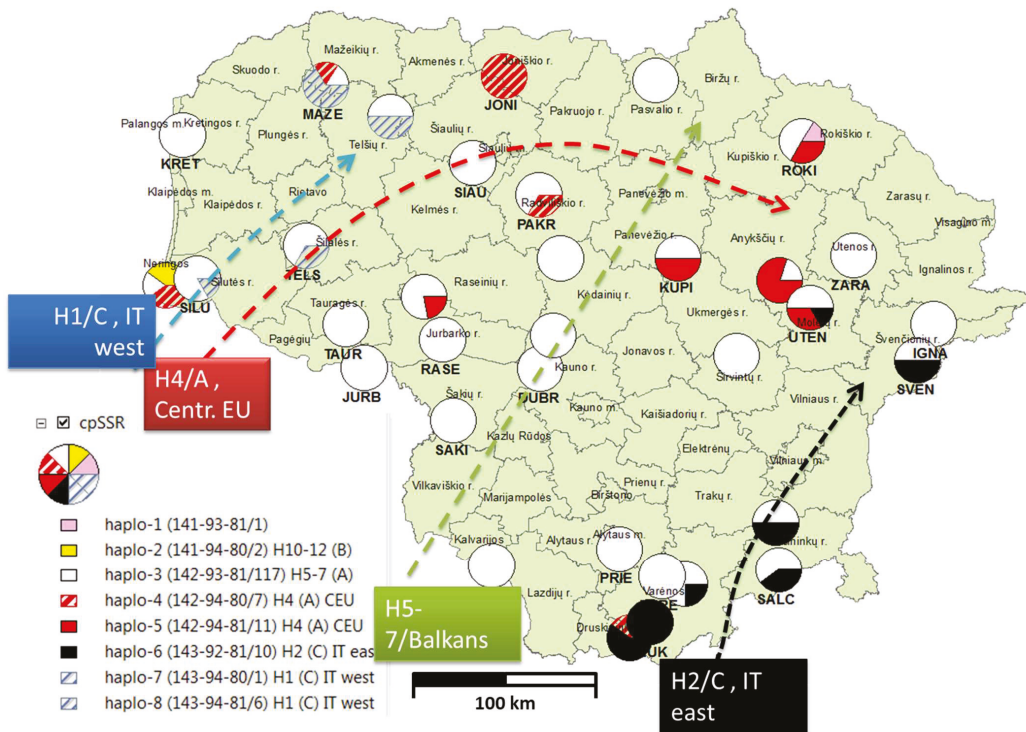 Mažeikių r.
Skuodo r.
Akmenės r.
Joniškio r.
Biržų r.
MAZE
JONI
Pasvalio r.
Pakruojo r.
Palangos m.
Kretingos r.
KRET
Plungės r.
Telšių r.
Šiaulių r.
Šiaulių m.
SIAU
Rokiškio r.
Kupiškio r.
ROKI
Klaipėdos m.
Klaipėdos r.
Rietavo
Kelmės r.
Radviliškio r.
PAKR
Panevėžio m.
Zarasų r.
Visagino m.
Panevėžio r.
Anykščių r.
Utenos r.
ZARA
Ignalinos r.
Neringos
Šilutės r.
SILU
Šilalės r.
TELS
Raseinių r.
Kėdainių r.
KUPI
Tauragės r.
Ukmergės r.
Molėtų r.
UTEN
Švenčionių r.
IGNA
SVEN
Pagėgių
TAUR
Jurbarko r.
RASE
JURB
Jonavos r.
Širvintų r.
Kauno r.
DUBR
Kauno m.
Vilniaus r.
Šakių r.
SAKI
Kazlų Rūdos
Kaišiadorių r.
Elektrėnų
Vilniaus m.
Vilkaviškio r.
Marijampolės
Prienų r.
Birštono
Trakų r.
Kalvarijos
Alytaus r.
Alytaus m.
PRIE
SALC
Lazdijų r.
Varėnos
H1/C , IT
west
H4/A ,
Centr. EU
H5-
7/Balkans
H2/C , IT
east
cpSSR
haplo-1 (141-93-81/1)
haplo-2 (141-94-80/2) H10-12 (B)
haplo-3 (142-93-81/117) H5-7 (A)
haplo-4 (142-94-80/7) H4 (A) CEU
haplo-5 (142-94-81/11) H4 (A) CEU
haplo-6 (143-92-81/10) H2 (C) IT east
haplo-7 (143-94-80/1) H1 (C) IT west
haplo-8 (143-94-81/6) H1 (C) IT west
100 km